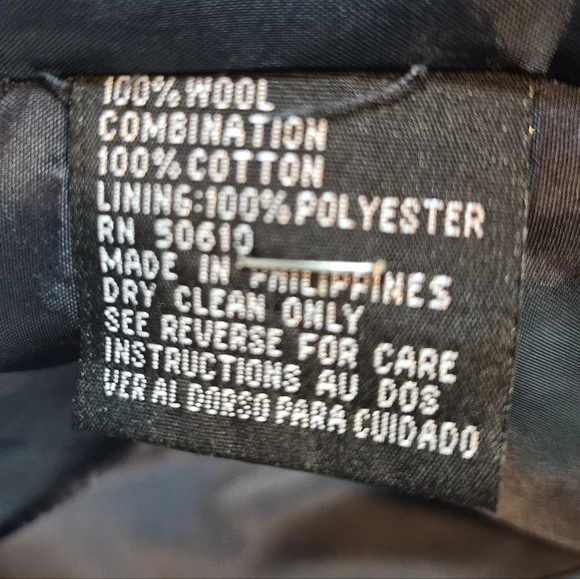 100% WOOL
COMBINATION
100% COTTON
LINING:100% POLYESTER
RN 50610
MADE IN PHILIPPINES
DRY CLEAN ONLY
SEE REVERSE FOR CARE
INSTRUCTIONS AU DOS
VER AL DORSO PARA CUIDADO